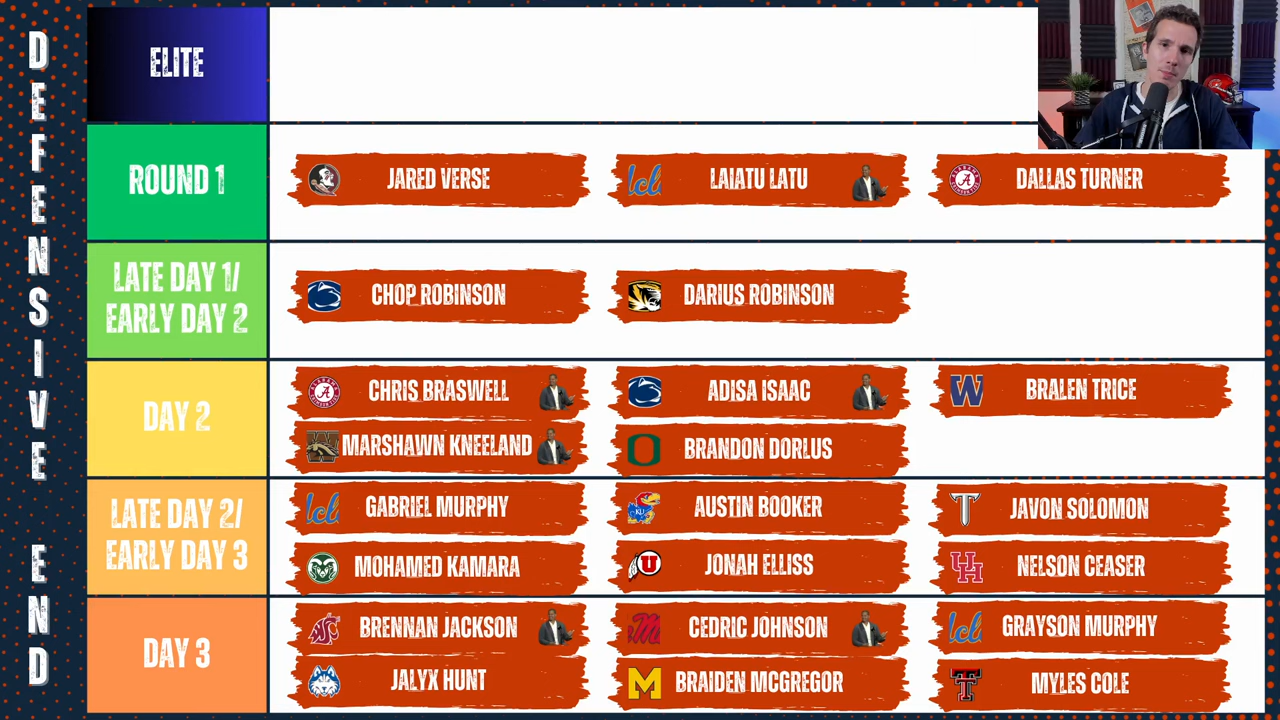 DEFENSIVE END
ELITE
ROUND 1
JARED VERSE
LAIATU LATU
DALLAS TURNER
LATE DAY 1/
EARLY DAY 2
CHOP ROBINSON
DARIUS ROBINSON
DAY 2
CHRIS BRASWELL
ADISA ISAAC
BRALEN TRICE
MARSHAWN KNEELAND
BRANDON DORLUS
LATE DAY 2/
EARLY DAY 3
GABRIEL MURPHY
AUSTIN BOOKER
JAVON SOLOMON
MOHAMED KAMARA
JONAH ELLISS
NELSON CEASER
DAY 3
BRENNAN JACKSON
CEDRIC JOHNSON
GRAYSON MURPHY
JALYX HUNT
BRAIDEN MCGREGOR
MYLES COLE